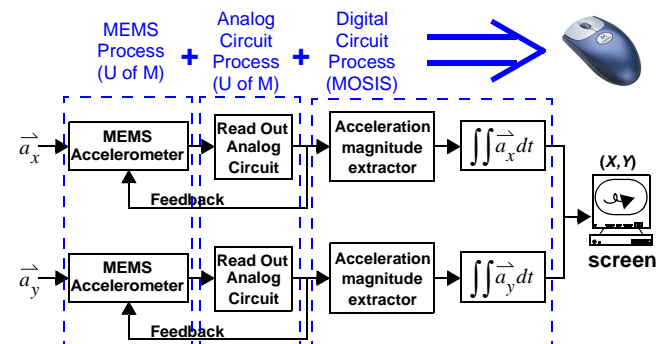 MEMS
Process
(U of M)
+
Analog
Circuit
Process
(U of M)
+
Digital
Circuit
Process
(MOSIS)
a_x
MEMS
Accelerometer
Read Out
Analog
Circuit
Acceleration
magnitude
extractor
∬a_x dt
Feedback
(X,Y)
screen
a_y
MEMS
Accelerometer
Read Out
Analog
Circuit
Acceleration
magnitude
extractor
∬a_y dt
Feedback